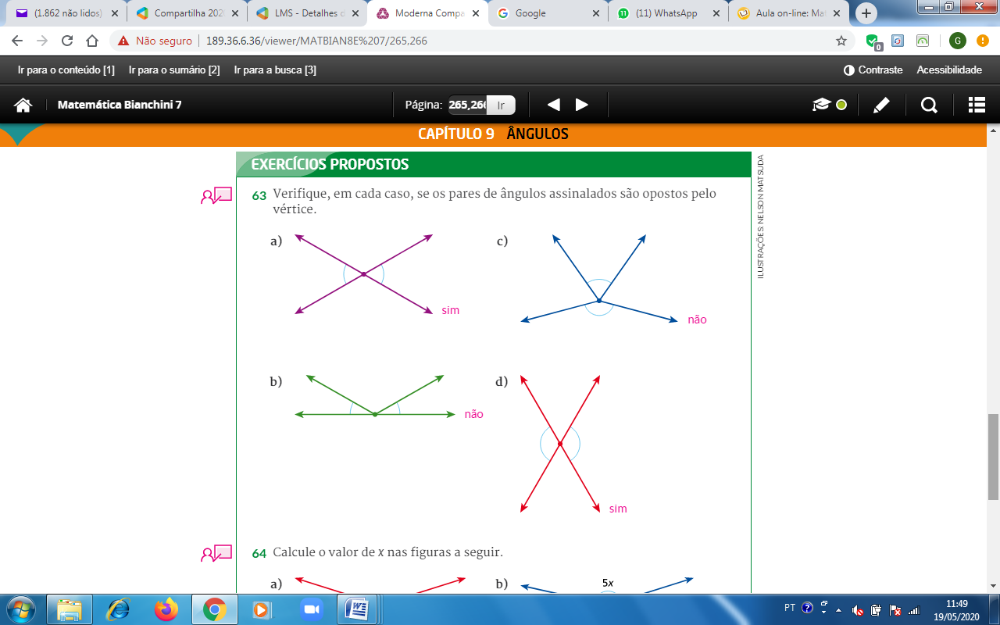 (1.862 não lidos)
Compartilha 202
LMS - Detalhes d
Moderna Compa
Google
(11) WhatsApp
Aula on-line: Mat
Não seguro
189.36.6.36/viewer/MATBIAN8E%207/265,266
0
G
Ir para o conteúdo [1]
Ir para o sumário [2]
Ir para a busca [3]
Contraste
Acessibilidade
Matemática Bianchini 7
Página:
265,266
Ir
CAPÍTULO 9 ÂNGULOS
EXERCÍCIOS PROPOSTOS
ILUSTRAÇÕES: NELSON MATSUDA
63 Verifique, em cada caso, se os pares de ângulos assinalados são opostos pelo
vértice.
a)
sim
c)
não
b)
não
d)
sim
64 Calcule o valor de x nas figuras a seguir.
a)
b)
5x
PT
11:49
19/05/2020